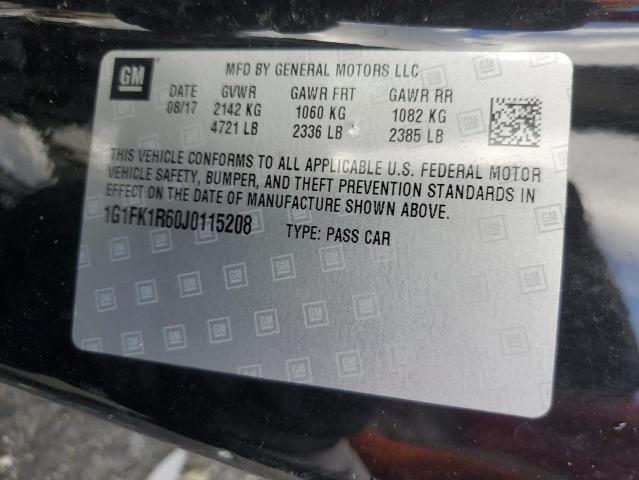 GM MFD BY GENERAL MOTORS LLC
DATE GVWR GAWR FRT GAWR RR
08/17 2142 KG 1060 KG 1082 KG
4721 LB 2336 LB 2385 LB
THIS VEHICLE CONFORMS TO ALL APPLICABLE U.S. FEDERAL MOTOR
VEHICLE SAFETY, BUMPER, AND THEFT PREVENTION STANDARDS IN
EFFECT ON THE DATE OF MANUFACTURE SHOWN ABOVE.
1G1FK1R60J0115208 TYPE: PASS CAR